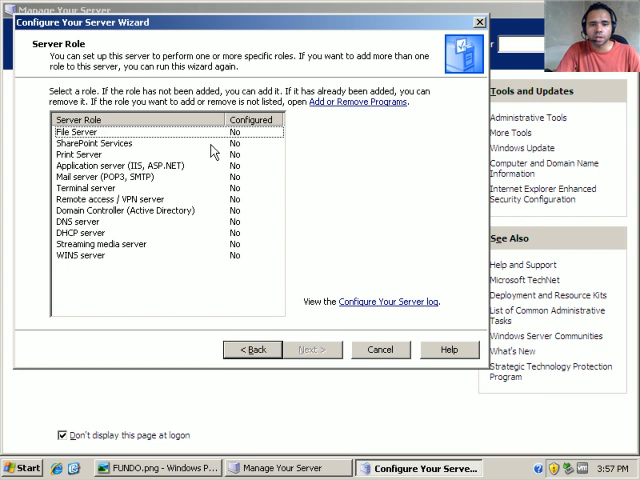 Manage Your Server
Configure Your Server Wizard
Server Role
You can set up this server to perform one or more specific roles. If you want to add more than one
role to this server, you can run this wizard again.
Select a role. If the role has not been added, you can add it. If it has already been added, you can
remove it. If the role you want to add or remove is not listed, open Add or Remove Programs.
Server Role Configured
File Server No
SharePoint Services No
Print Server No
Application server (IIS, ASP.NET) No
Mail server (POP3, SMTP) No
Terminal server No
Remote access / VPN server No
Domain Controller (Active Directory) No
DNS server No
DHCP server No
Streaming media server No
WINS server No
View the Configure Your Server log.
< Back
Next >
Cancel
Help
Tools and Updates
Administrative Tools
More Tools
Windows Update
Computer and Domain Name
Information
Internet Explorer Enhanced
Security Configuration
See Also
Help and Support
Microsoft TechNet
Deployment and Resource Kits
List of Common Administrative
Tasks
Windows Server Communities
What's New
Strategic Technology Protection
Program
Don't display this page at logon
Start
FUNDO.png - Windows P...
Manage Your Server
Configure Your Serve...
3:57 PM